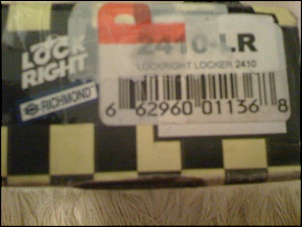 LOCK
RIGHT
RICHMOND
2410-LR
LOCKRIGHT LOCKER 2410
6 62960 01136 8